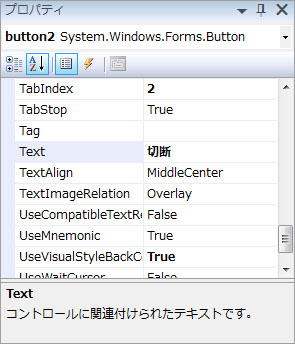 プロパティ
button2 System.Windows.Forms.Button
TabIndex 2
TabStop True
Tag
Text 切断
TextAlign MiddleCenter
TextImageRelation Overlay
UseCompatibleTextRe False
UseMnemonic True
UseVisualStyleBackC True
UseWaitCursor False
Text
コントロールに関連付けられたテキストです。